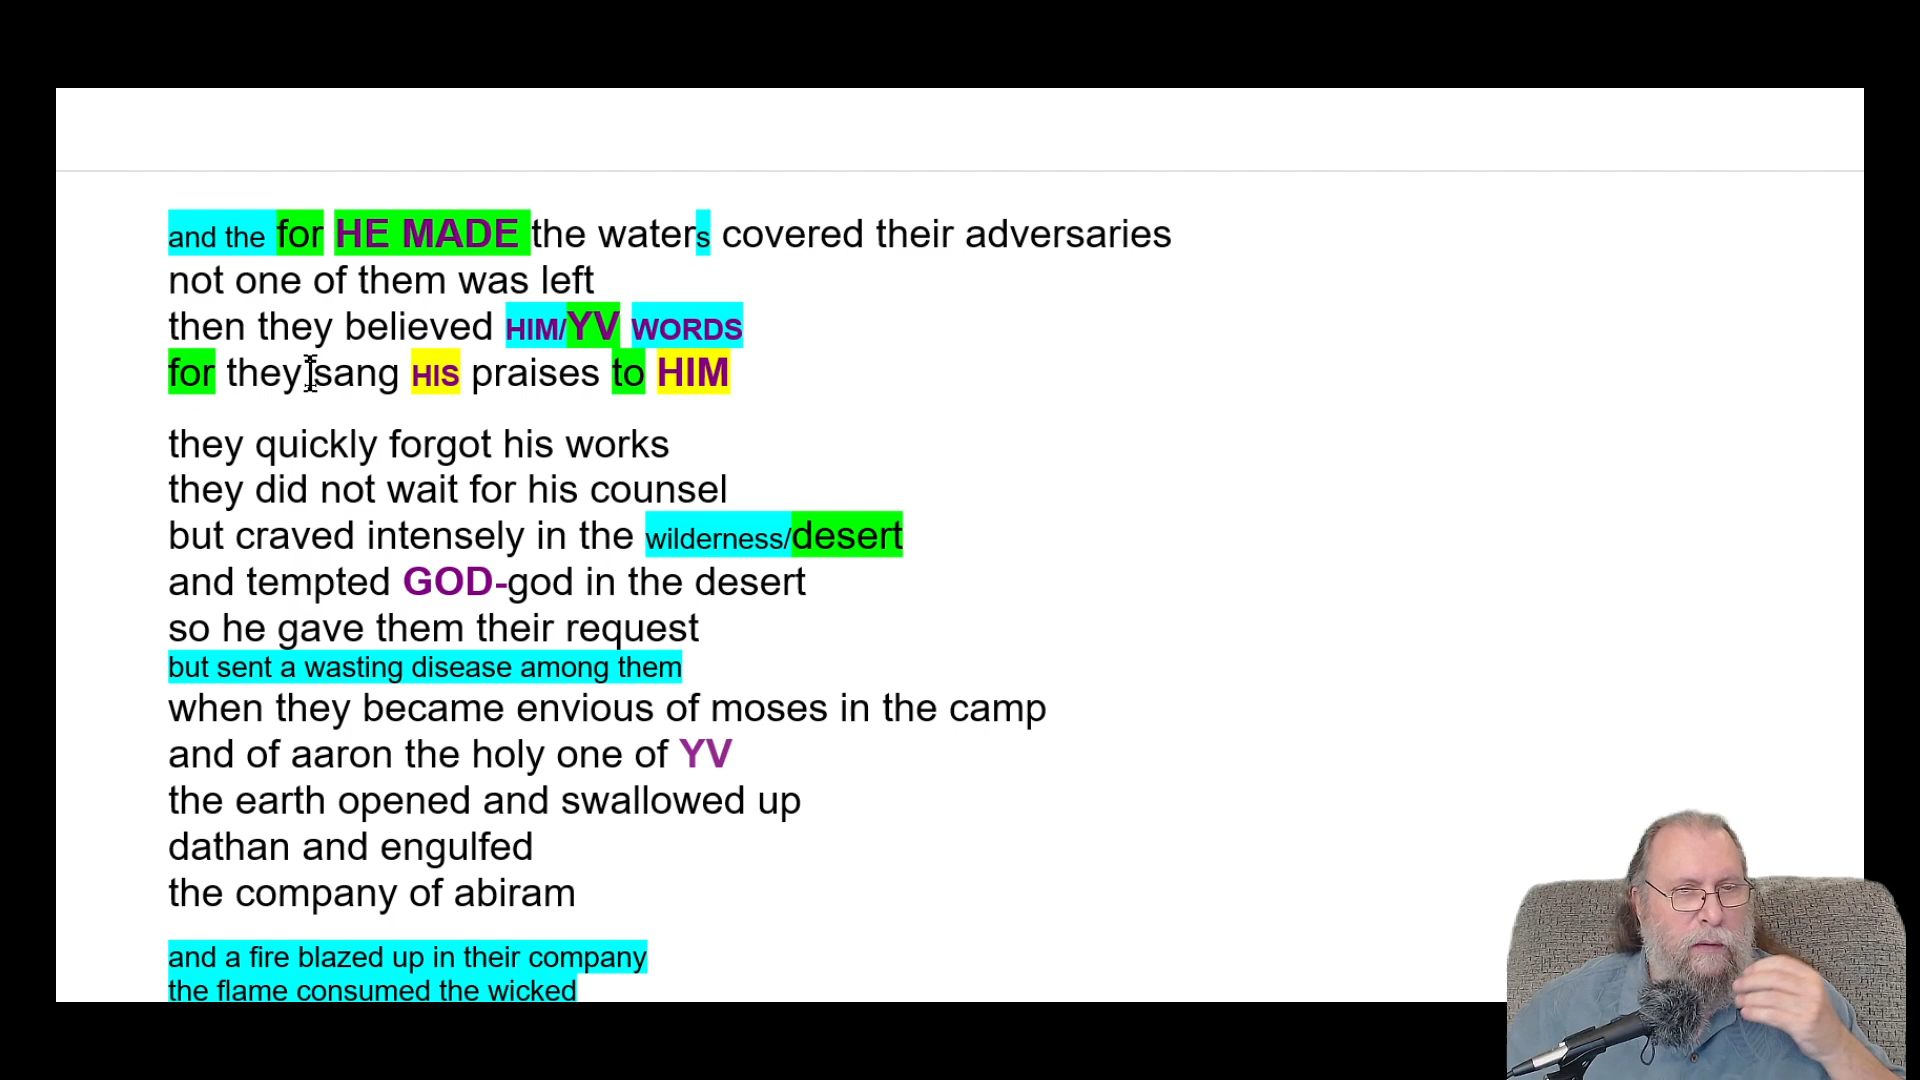 and the for HE MADE the waters covered their adversaries
not one of them was left
then they believed HIM/YV WORDS
for they sang HIS praises to HIM
they quickly forgot his works
they did not wait for his counsel
but craved intensely in the wilderness/desert
and tempted GOD-god in the desert
so he gave them their request
but sent a wasting disease among them
when they became envious of moses in the camp
and of aaron the holy one of YV
the earth opened and swallowed up
dathan and engulfed
the company of abiram
and a fire blazed up in their company
the flame consumed the wicked